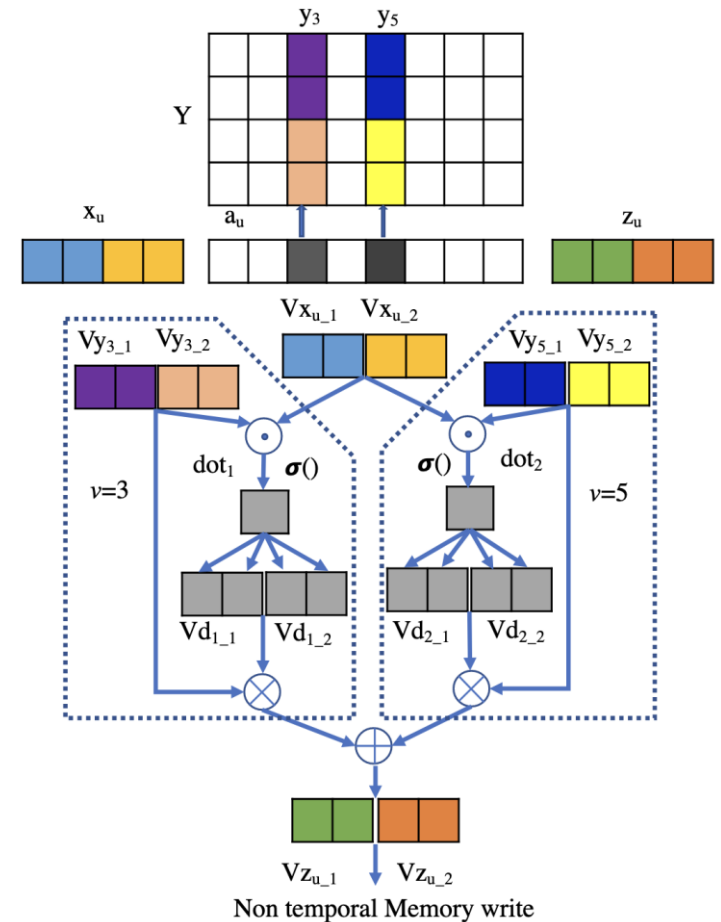 y3 y5
Y
xu au zu
Vxu_1 Vxu_2
Vy3_1 Vy3_2 Vy5_1 Vy5_2
dot1 σ() σ() dot2
v=3 v=5
Vd1_1 Vd1_2 Vd2_1 Vd2_2
Vzu_1 Vzu_2
Non temporal Memory write